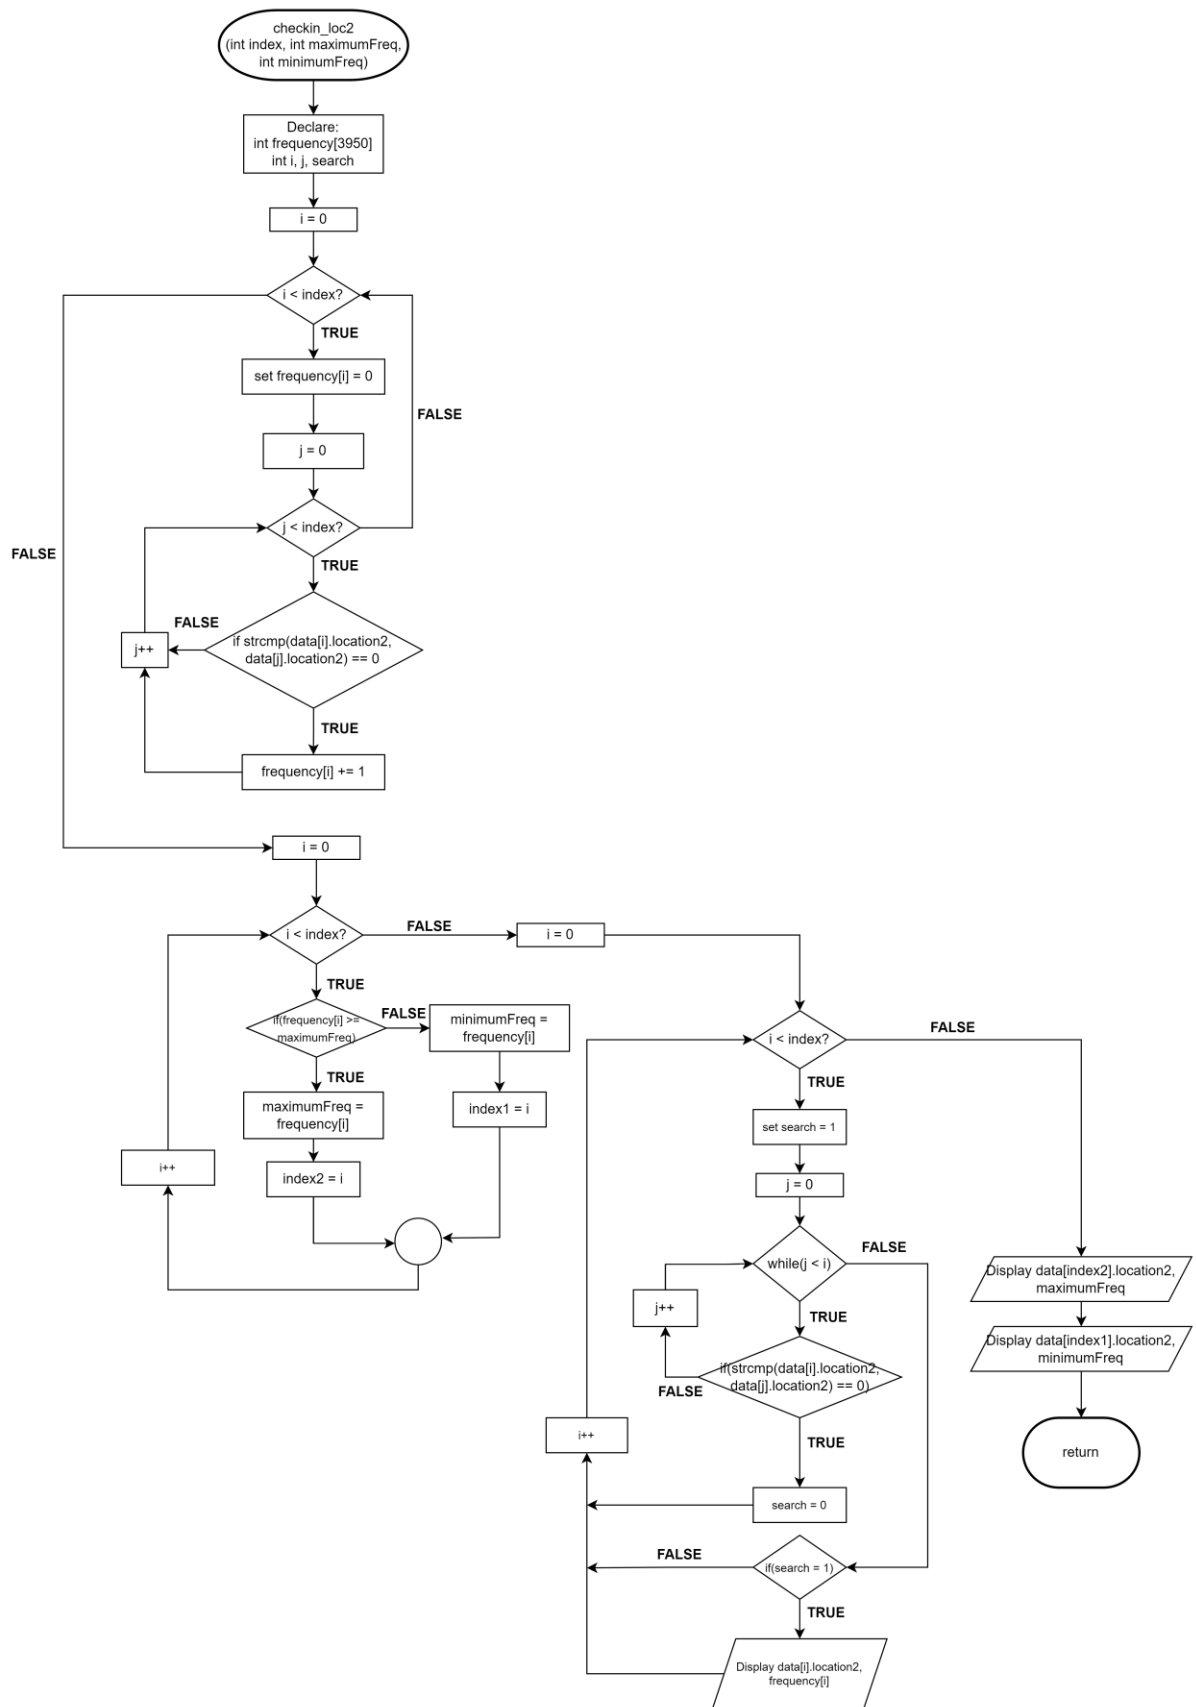 checkin_loc2
(int index, int maximumFreq,
int minimumFreq)
Declare:
int frequency[3950]
int i, j, search
i = 0
i < index?
TRUE
set frequency[i] = 0
FALSE
j = 0
j < index?
FALSE
TRUE
FALSE
if strcmp(data[i].location2,
data[j].location2) == 0
j++
TRUE
frequency[i] += 1
i = 0
i < index?
FALSE
i = 0
TRUE
if(frequency[i] >=
maximumFreq)
FALSE
minimumFreq =
frequency[i]
TRUE
maximumFreq =
frequency[i]
index1 = i
i++
index2 = i
i < index?
FALSE
TRUE
set search = 1
j = 0
while(j < i)
FALSE
j++
TRUE
if(strcmp(data[i].location2,
data[j].location2) == 0)
FALSE
i++
TRUE
search = 0
FALSE
if(search = 1)
TRUE
Display data[i].location2,
frequency[i]
Display data[index2].location2,
maximumFreq
Display data[index1].location2,
minimumFreq
return